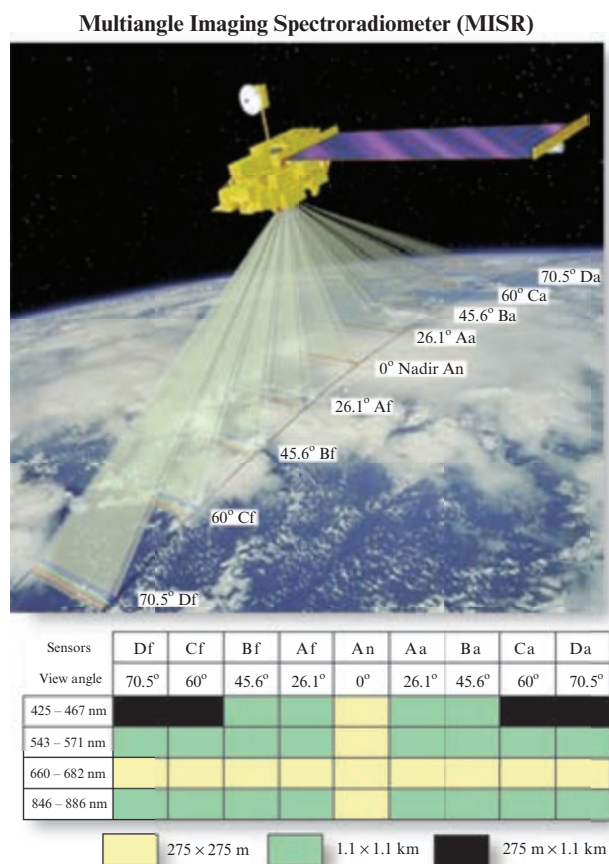 Multiangle Imaging Spectroradiometer (MISR)
70.5° Da
60° Ca
45.6° Ba
26.1° Aa
0° Nadir An
26.1° Af
45.6° Bf
60° Cf
70.5° Df
Sensors Df Cf Bf Af An Aa Ba Ca Da
View angle 70.5° 60° 45.6° 26.1° 0° 26.1° 45.6° 60° 70.5°
425 – 467 nm
543 – 571 nm
660 – 682 nm
846 – 886 nm
275 × 275 m 1.1 × 1.1 km 275 m × 1.1 km